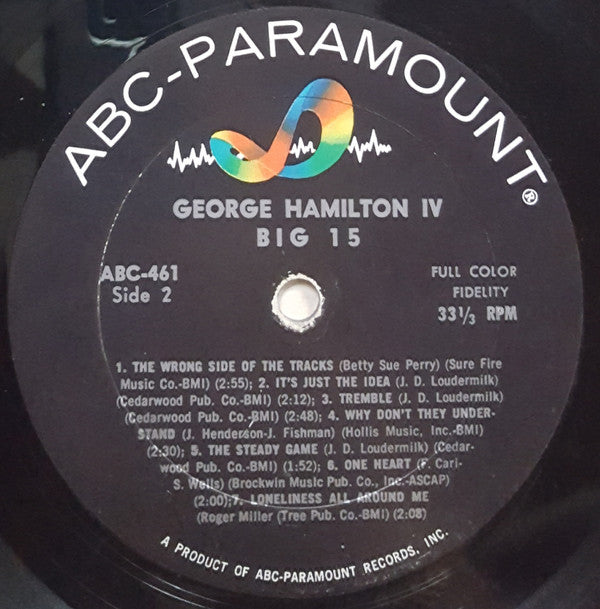 ABC-PARAMOUNT®
GEORGE HAMILTON IV
BIG 15
ABC-461
Side 2
FULL COLOR
FIDELITY
33⅓ RPM
1. THE WRONG SIDE OF THE TRACKS (Betty Sue Perry) (Sure Fire
Music Co.-BMI) (2:55); 2. IT'S JUST THE IDEA (J. D. Loudermilk)
(Cedarwood Pub. Co.-BMI) (2:12); 3. TREMBLE (J. D. Loudermilk)
(Cedarwood Pub. Co.-BMI) (2:48); 4. WHY DON'T THEY UNDER-
STAND (J. Henderson-J. Fishman) (Hollis Music, Inc.-BMI)
(2:30); 5. THE STEADY GAME (J. D. Loudermilk) (Cedar-
wood Pub. Co.-BMI) (1:52); 6. ONE HEART (F. Carl-
S. Wells) (Brockwin Music Pub. Co., Inc.-ASCAP)
(2:00);7. LONELINESS ALL AROUND ME
(Roger Miller (Tree Pub. Co.-BMI) (2:08)
A PRODUCT OF ABC-PARAMOUNT RECORDS, INC.